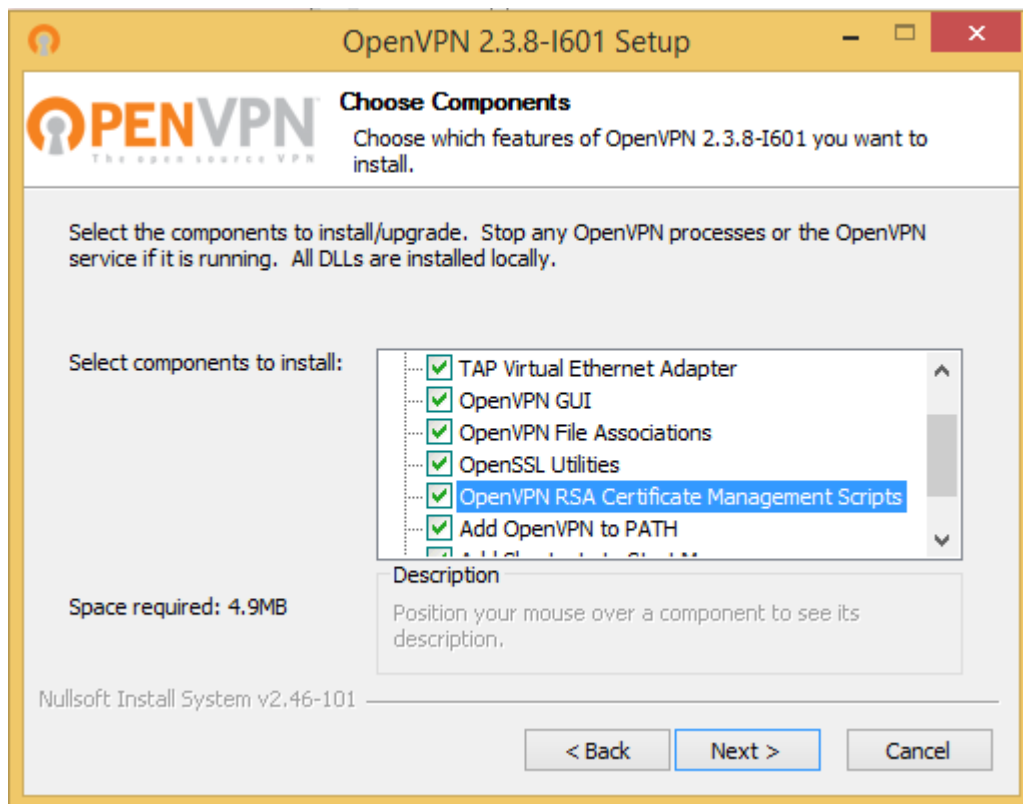 OpenVPN 2.3.8-I601 Setup
OPENVPN
The open source VPN
Choose Components
Choose which features of OpenVPN 2.3.8-I601 you want to
install.
Select the components to install/upgrade. Stop any OpenVPN processes or the OpenVPN
service if it is running. All DLLs are installed locally.
Select components to install:
TAP Virtual Ethernet Adapter
OpenVPN GUI
OpenVPN File Associations
OpenSSL Utilities
OpenVPN RSA Certificate Management Scripts
Add OpenVPN to PATH
Space required: 4.9MB
Description
Position your mouse over a component to see its
description.
Nullsoft Install System v2.46-101
< Back
Next >
Cancel